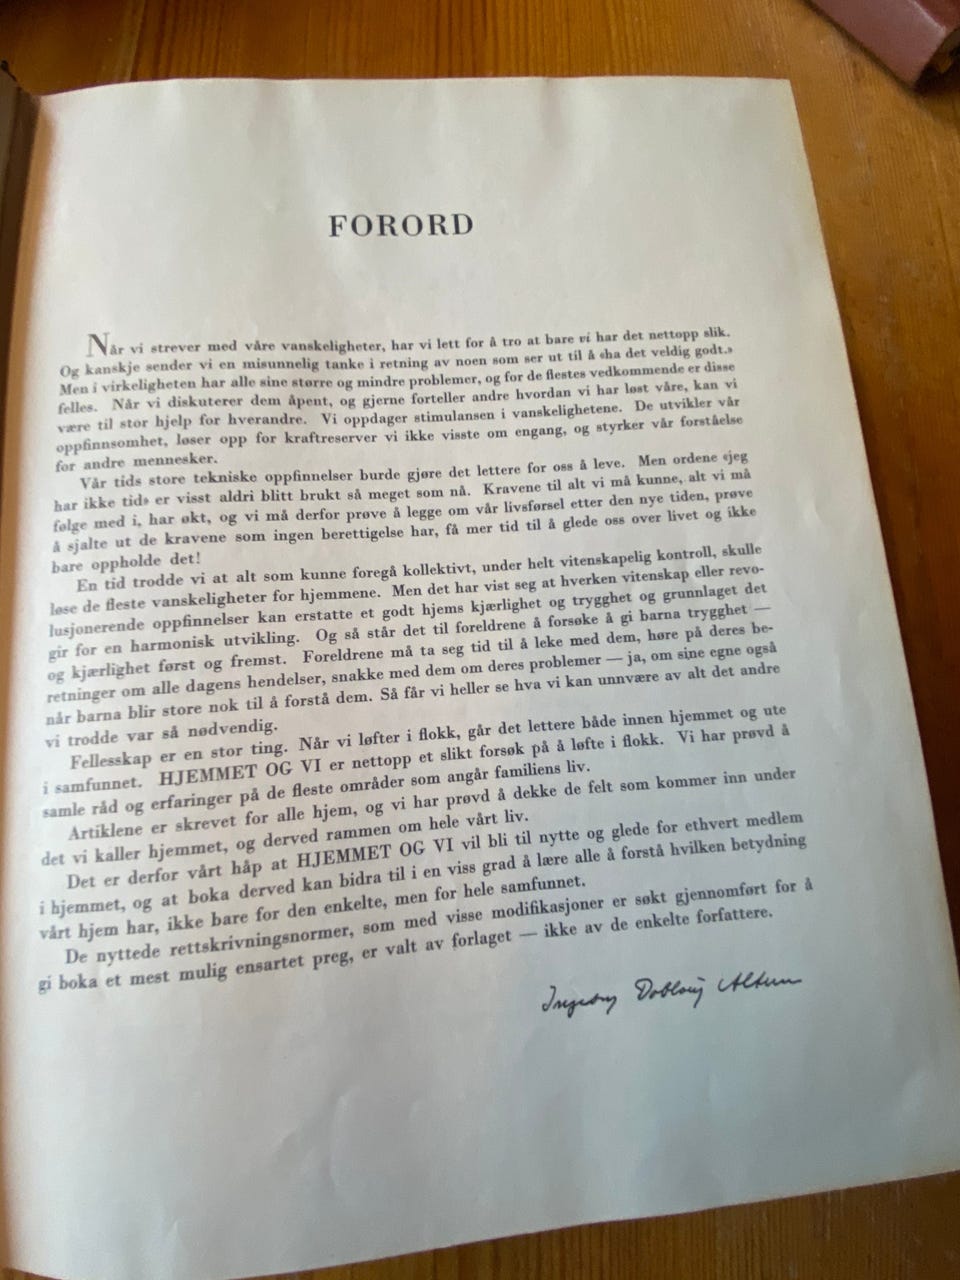 FORORD
Når vi strever med våre vanskeligheter, har vi lett for å tro at bare vi har det nettopp slik.
Og kanskje sender vi en misunnelig tanke i retning av noen som ser ut til å «ha det veldig godt.»
Men i virkeligheten har alle sine større og mindre problemer, og for de flestes vedkommende er disse
felles. Når vi diskuterer dem åpent, og gjerne forteller andre hvordan vi har løst våre, kan vi
være til stor hjelp for hverandre. Vi oppdager stimulansen i vanskelighetene. De utvikler vår
oppfinnsomhet, løser opp for kraftreserver vi ikke visste om engang, og styrker vår forståelse
for andre mennesker.
Vår tids store tekniske oppfinnelser burde gjøre det lettere for oss å leve. Men ordene «jeg
har ikke tid» er visst aldri blitt brukt så meget som nå. Kravene til alt vi må kunne, alt vi må
følge med i, har økt, og vi må derfor prøve å legge om vår livsførsel etter den nye tiden, prøve
å sjalte ut de kravene som ingen berettigelse har, få mer tid til å glede oss over livet og ikke
bare oppholde det!
En tid trodde vi at alt som kunne foregå kollektivt, under helt vitenskapelig kontroll, skulle
løse de fleste vanskeligheter for hjemmene. Men det har vist seg at hverken vitenskap eller revo-
lusjonerende oppfinnelser kan erstatte et godt hjems kjærlighet og trygghet og grunnlaget det
gir for en harmonisk utvikling. Og så står det til foreldrene å forsøke å gi barna trygghet —
og kjærlighet først og fremst. Foreldrene må ta seg tid til å leke med dem, høre på deres be-
retninger om alle dagens hendelser, snakke med dem om deres problemer — ja, om sine egne også
når barna blir store nok til å forstå dem. Så får vi heller se hva vi kan unnvære av alt det andre
vi trodde var så nødvendig.
Fellesskap er en stor ting. Når vi løfter i flokk, går det lettere både innen hjemmet og ute
i samfunnet. HJEMMET OG VI er nettopp et slikt forsøk på å løfte i flokk. Vi har prøvd å
samle råd og erfaringer på de fleste områder som angår familiens liv.
Artiklene er skrevet for alle hjem, og vi har prøvd å dekke de felt som kommer inn under
det vi kaller hjemmet, og derved rammen om hele vårt liv.
Det er derfor vårt håp at HJEMMET OG VI vil bli til nytte og glede for ethvert medlem
i hjemmet, og at boka derved kan bidra til i en viss grad å lære alle å forstå hvilken betydning
vårt hjem har, ikke bare for den enkelte, men for hele samfunnet.
De nyttede rettskrivningsnormer, som med visse modifikasjoner er søkt gjennomført for å
gi boka et mest mulig ensartet preg, er valt av forlaget — ikke av de enkelte forfattere.